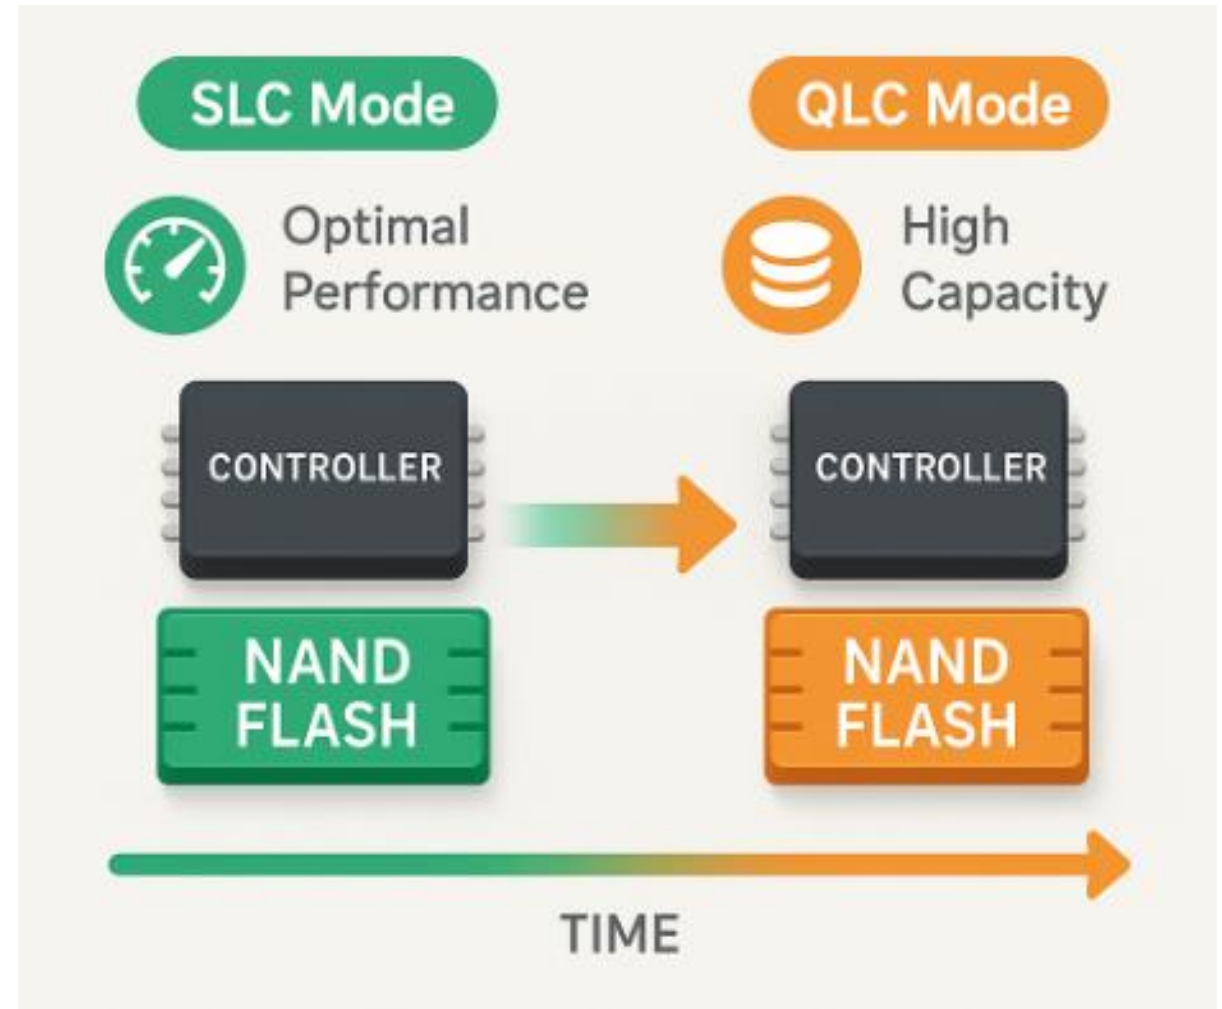 SLC Mode
QLC Mode
Optimal
Performance
High
Capacity
CONTROLLER
CONTROLLER
NAND
FLASH
NAND
FLASH
TIME